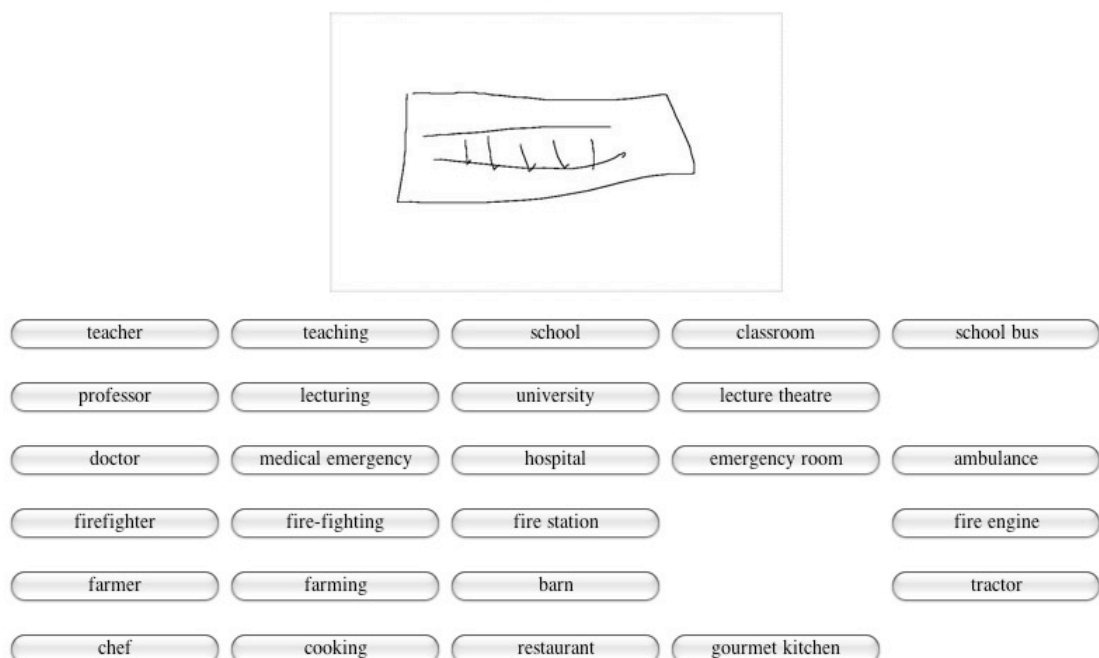 teacher teaching school classroom school bus
professor lecturing university lecture theatre
doctor medical emergency hospital emergency room ambulance
firefighter fire-fighting fire station fire engine
farmer farming barn tractor
chef cooking restaurant gourmet kitchen